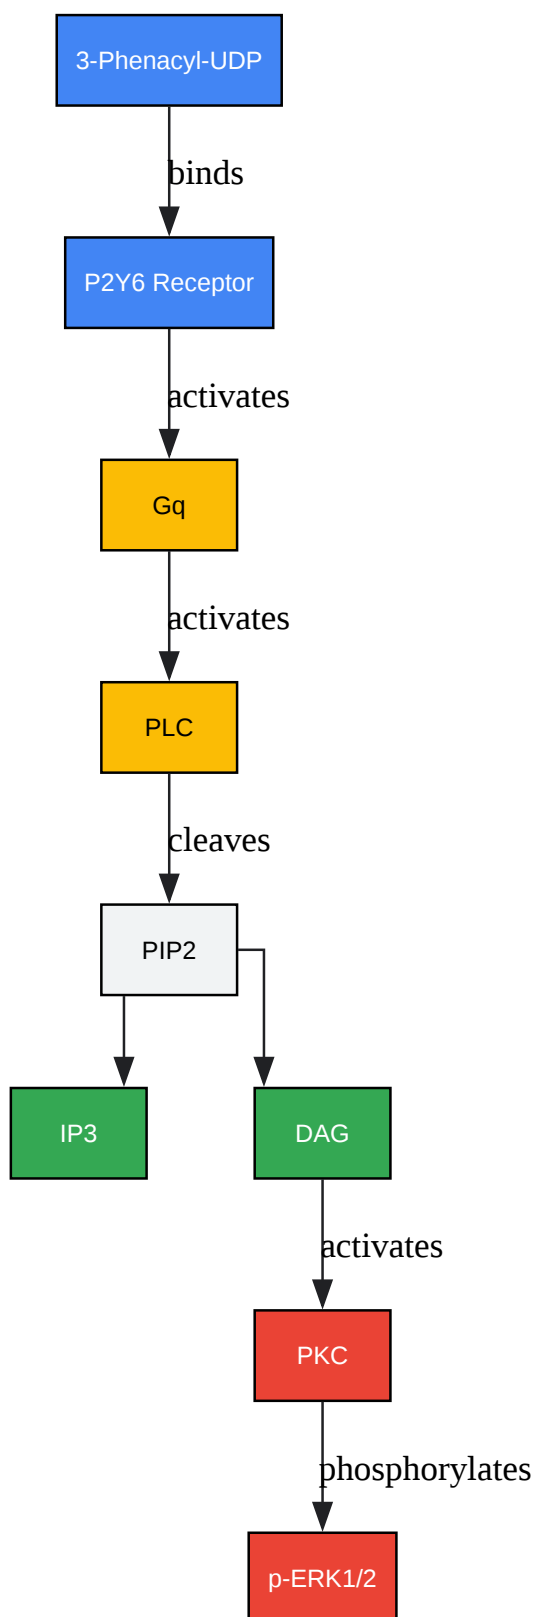 3-Phenacyl-UDP
binds
P2Y6 Receptor
activates
Gq
activates
PLC
cleaves
PIP2
IP3
DAG
activates
PKC
phosphorylates
p-ERK1/2